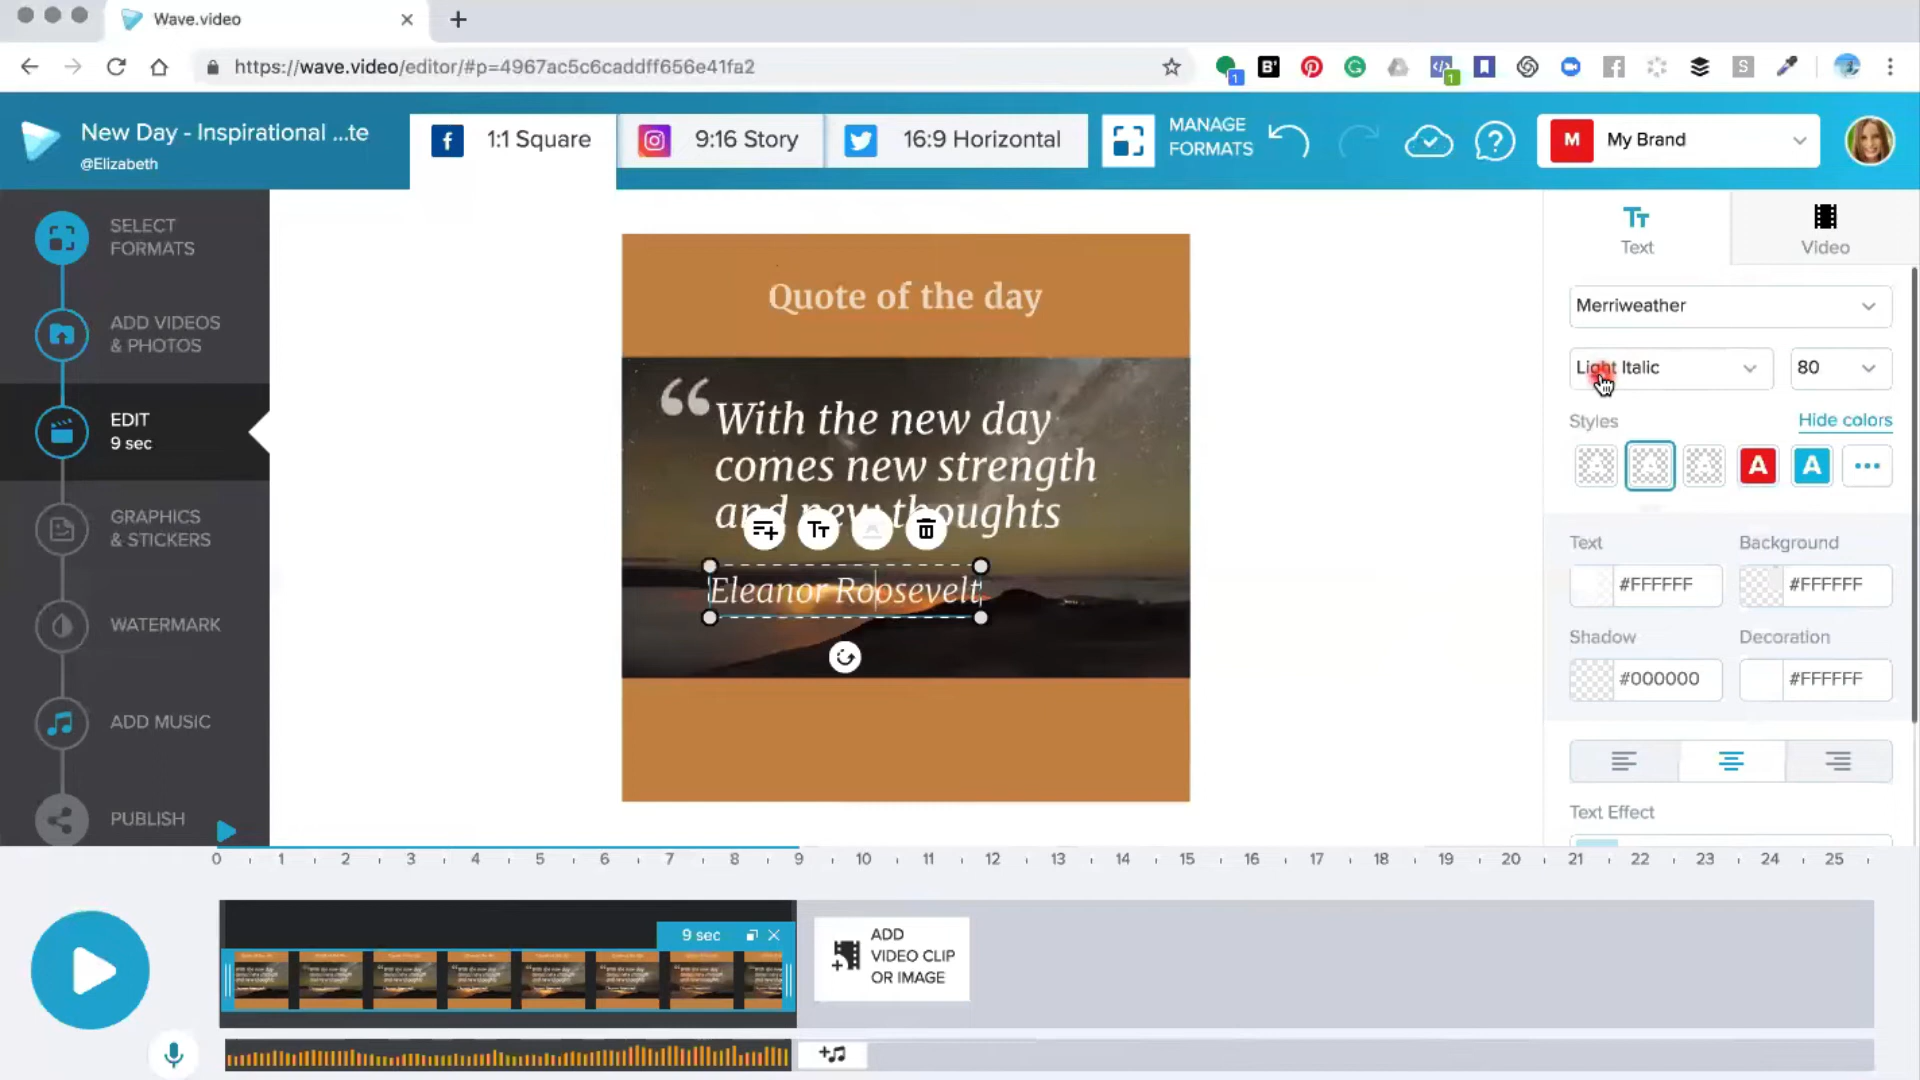 Wave.video
https://wave.video/editor/#p=4967ac5c6caddff656e41fa2
New Day - Inspirational ...te
@Elizabeth
1:1 Square
9:16 Story
16:9 Horizontal
MANAGE
FORMATS
M
My Brand
SELECT
FORMATS
ADD VIDEOS
& PHOTOS
EDIT
9 sec
GRAPHICS
& STICKERS
WATERMARK
ADD MUSIC
PUBLISH
Quote of the day
“With the new day
comes new strength
and new thoughts
Eleanor Roosevelt
Text
Video
Merriweather
Light Italic
80
Styles
Hide colors
A
A
Text
Background
#FFFFFF
#FFFFFF
Shadow
Decoration
#000000
#FFFFFF
Text Effect
0 1 2 3 4 5 6 7 8 9 10 11 12 13 14 15 16 17 18 19 20 21 22 23 24 25
9 sec
ADD
VIDEO CLIP
OR IMAGE